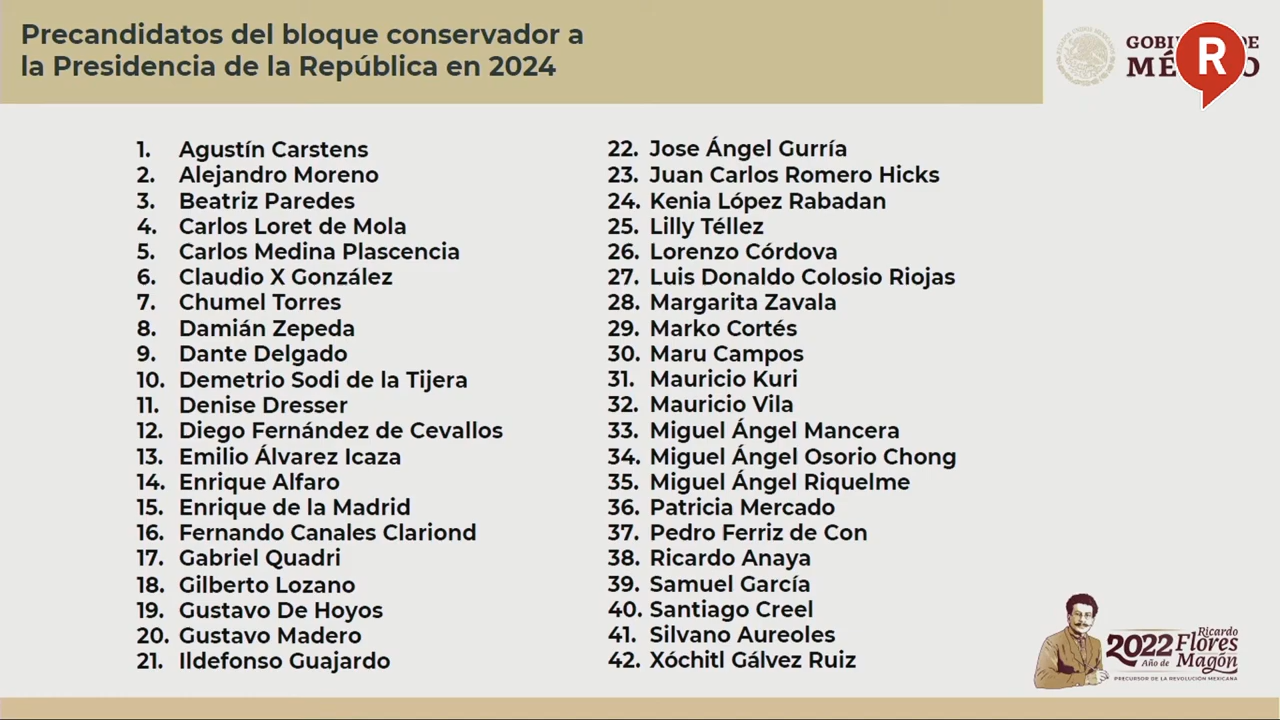 Precandidatos del bloque conservador a
la Presidencia de la República en 2024
R
1. Agustín Carstens
2. Alejandro Moreno
3. Beatriz Paredes
4. Carlos Loret de Mola
5. Carlos Medina Plascencia
6. Claudio X González
7. Chumel Torres
8. Damián Zepeda
9. Dante Delgado
10. Demetrio Sodi de la Tijera
11. Denise Dresser
12. Diego Fernández de Cevallos
13. Emilio Álvarez Icaza
14. Enrique Alfaro
15. Enrique de la Madrid
16. Fernando Canales Clariond
17. Gabriel Quadri
18. Gilberto Lozano
19. Gustavo De Hoyos
20. Gustavo Madero
21. Ildefonso Guajardo
22. Jose Ángel Gurría
23. Juan Carlos Romero Hicks
24. Kenia López Rabadan
25. Lilly Téllez
26. Lorenzo Córdova
27. Luis Donaldo Colosio Riojas
28. Margarita Zavala
29. Marko Cortés
30. Maru Campos
31. Mauricio Kuri
32. Mauricio Vila
33. Miguel Ángel Mancera
34. Miguel Ángel Osorio Chong
35. Miguel Ángel Riquelme
36. Patricia Mercado
37. Pedro Ferriz de Con
38. Ricardo Anaya
39. Samuel García
40. Santiago Creel
41. Silvano Aureoles
42. Xóchitl Gálvez Ruiz
2022
Año de
Ricardo
Flores
Magón
PRECURSOR DE LA REVOLUCIÓN MEXICANA